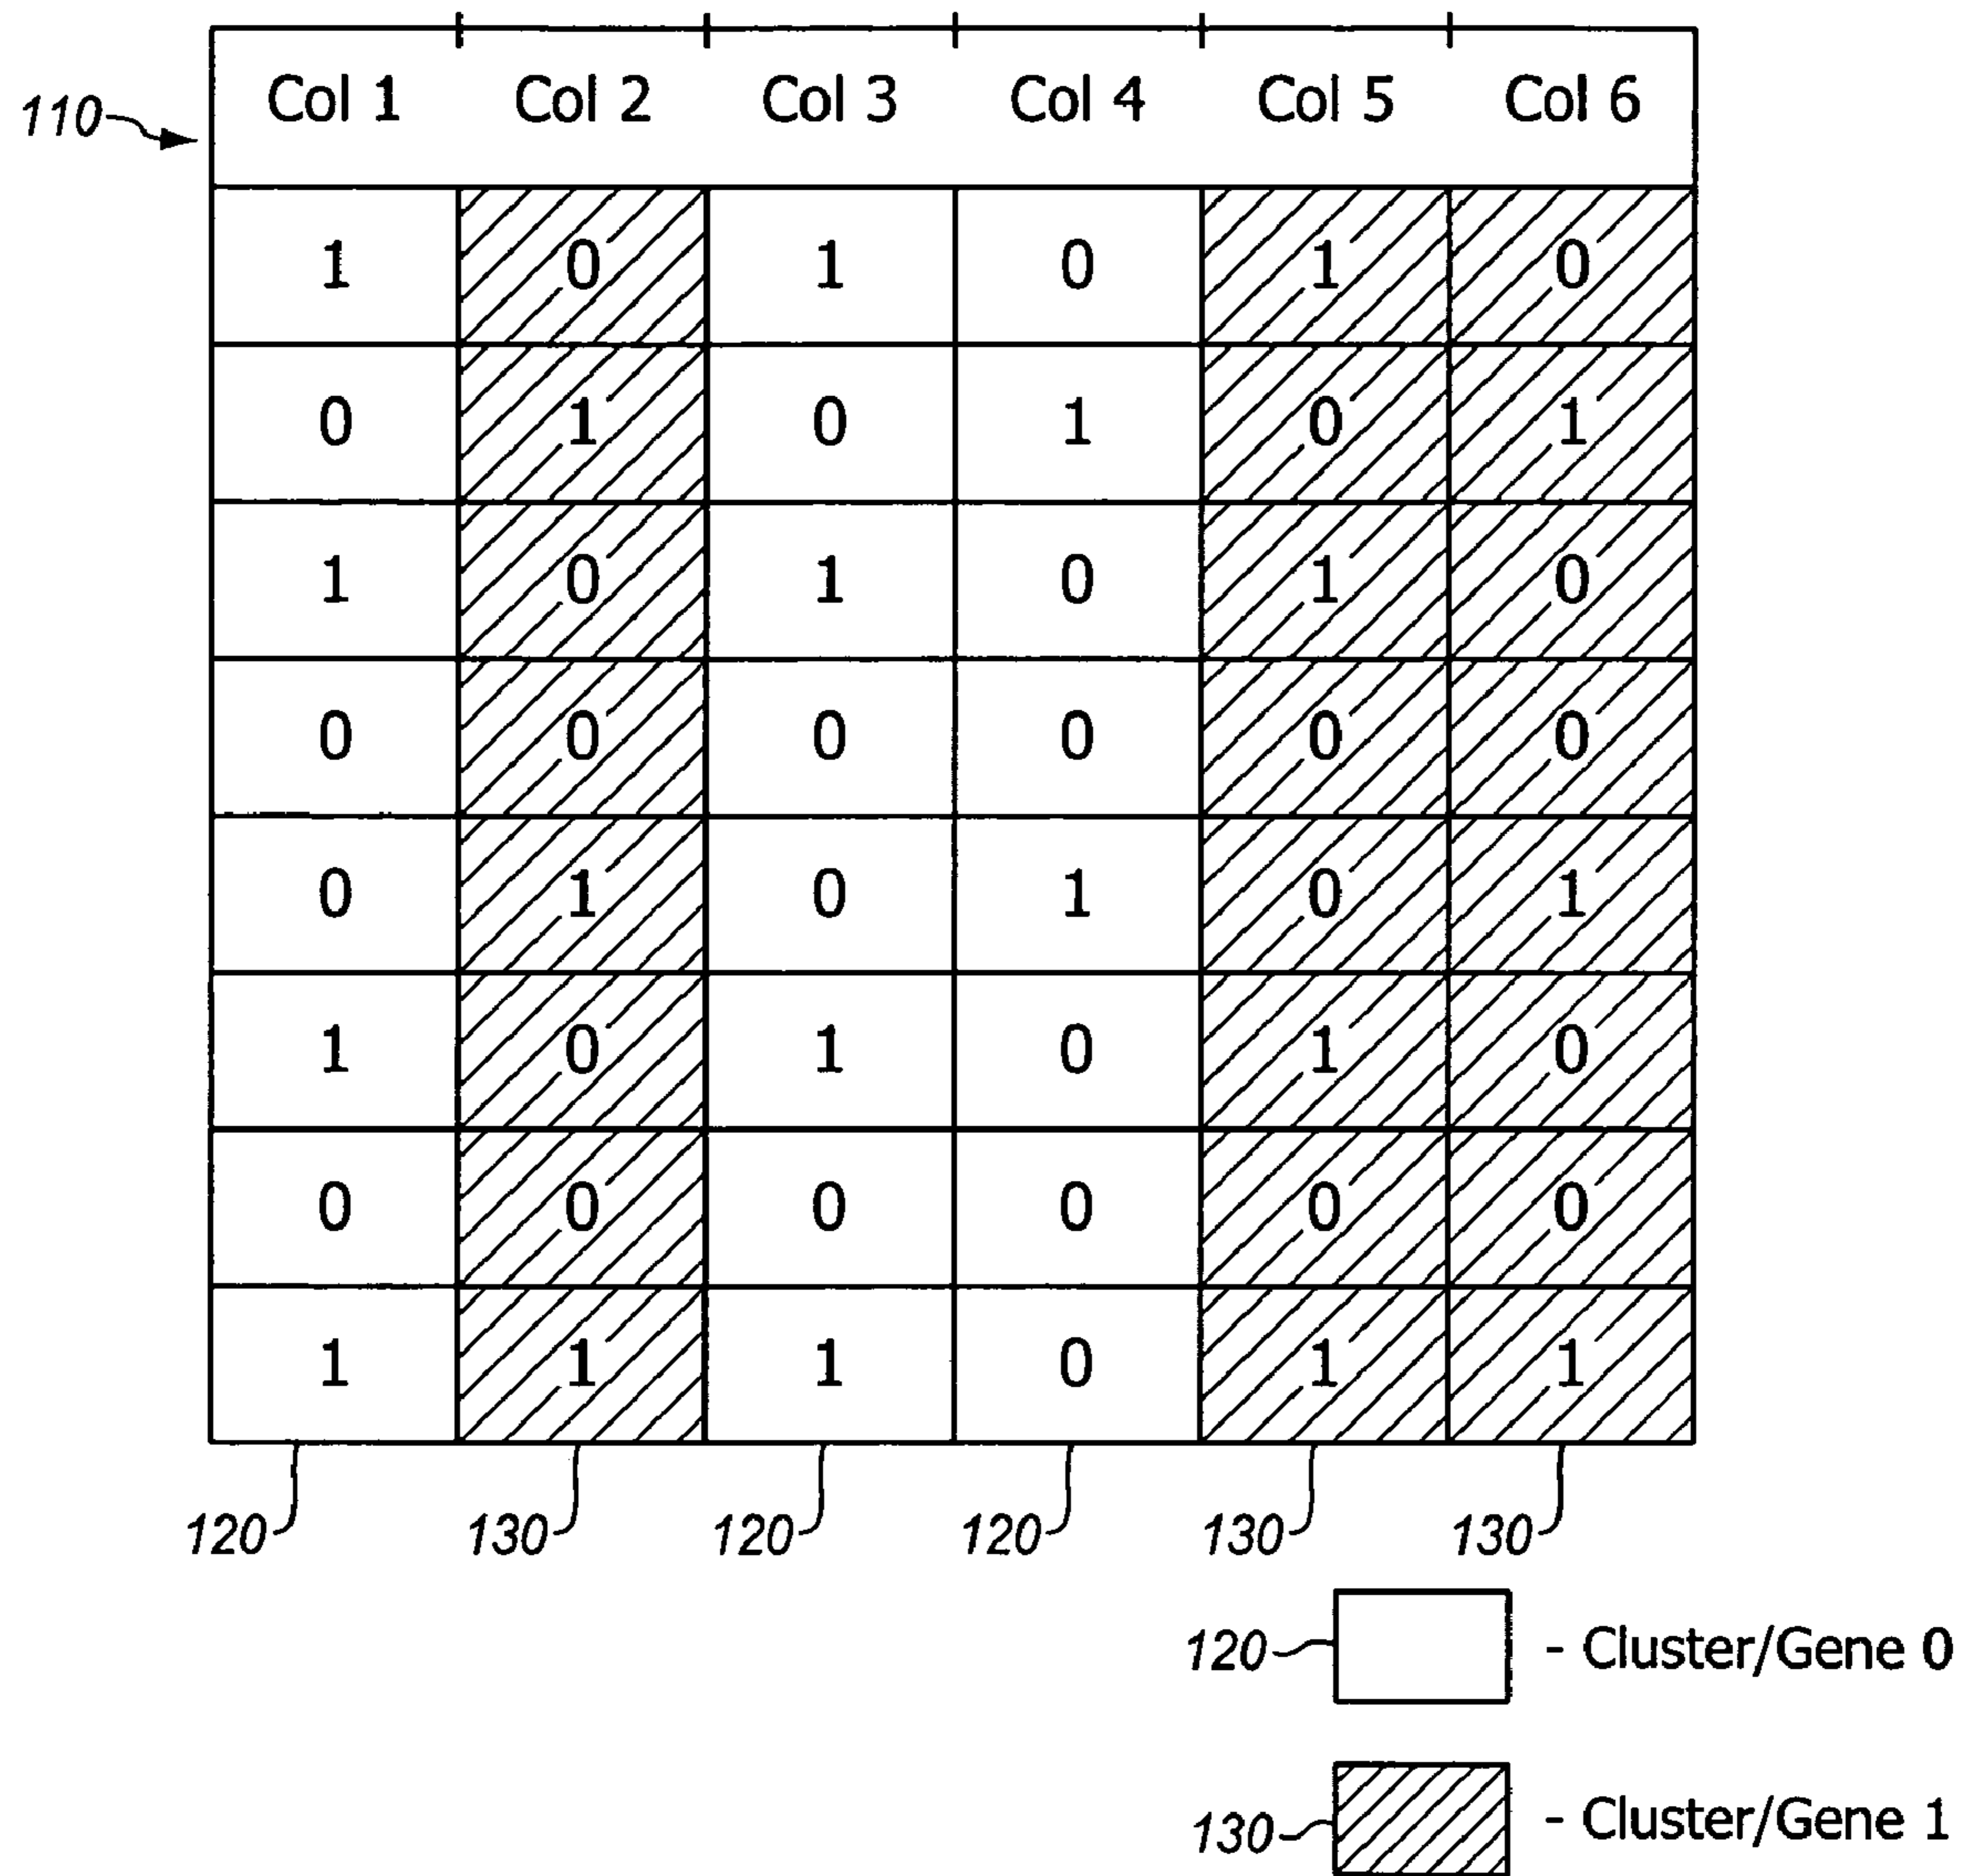 Col 1 Col 2 Col 3 Col 4 Col 5 Col 6
110
1 0 1 0 1 0
0 1 0 1 0 1
1 0 1 0 1 0
0 0 0 0 0 0
0 1 0 1 0 1
1 0 1 0 1 0
0 0 0 0 0 0
1 1 1 0 1 1
120 130 120 120 130 130
120 - Cluster/Gene 0
130 - Cluster/Gene 1